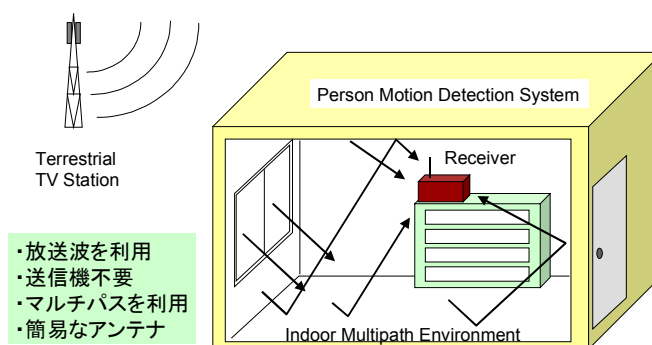 Person Motion Detection System
Terrestrial
TV Station
Receiver
・放送波を利用
・送信機不要
・マルチパスを利用
・簡易なアンテナ
Indoor Multipath Environment